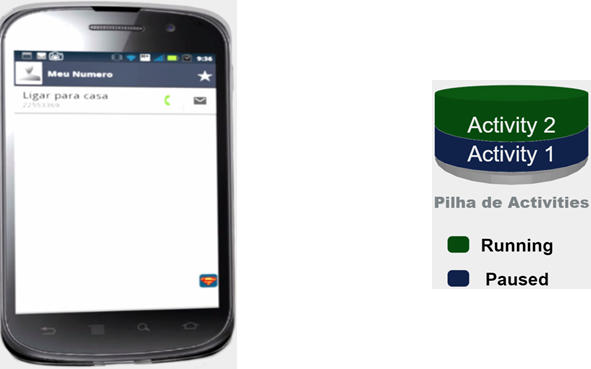 9:36
Meu Numero
Ligar para casa
22553369
Activity 2
Activity 1
Pilha de Activities
Running
Paused